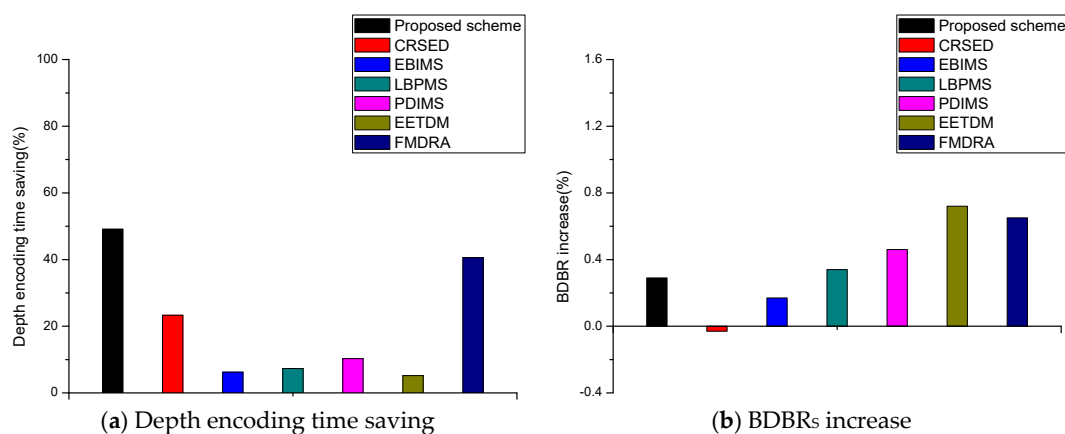 Proposed scheme
CRSED
EBIMS
LBPMS
PDIMS
EETDM
FMDRA
100
80
60
40
20
0
Depth encoding time saving(%)
(a) Depth encoding time saving
Proposed scheme
CRSED
EBIMS
LBPMS
PDIMS
EETDM
FMDRA
1.6
1.2
0.8
0.4
0.0
-0.4
BDBR increase(%)
(b) BDBRs increase